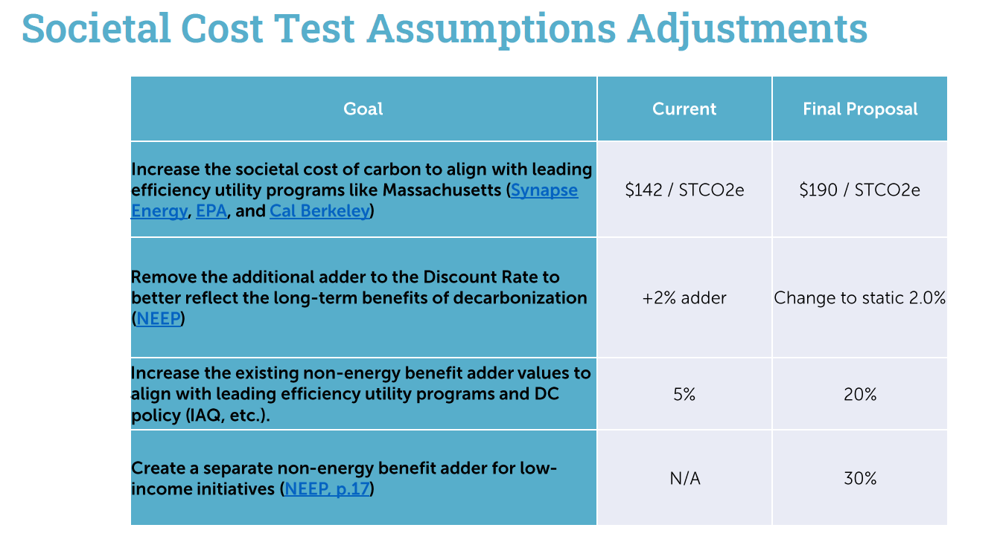 Societal Cost Test Assumptions Adjustments
Goal
Current
Final Proposal
Increase the societal cost of carbon to align with leading
efficiency utility programs like Massachusetts (Synapse
Energy, EPA, and Cal Berkeley)
$142 / STCO2e
$190 / STCO2e
Remove the additional adder to the Discount Rate to
better reflect the long-term benefits of decarbonization
(NEEP)
+2% adder
Change to static 2.0%
Increase the existing non-energy benefit adder values to
align with leading efficiency utility programs and DC
policy (IAQ, etc.).
5%
20%
Create a separate non-energy benefit adder for low-
income initiatives (NEEP, p.17)
N/A
30%